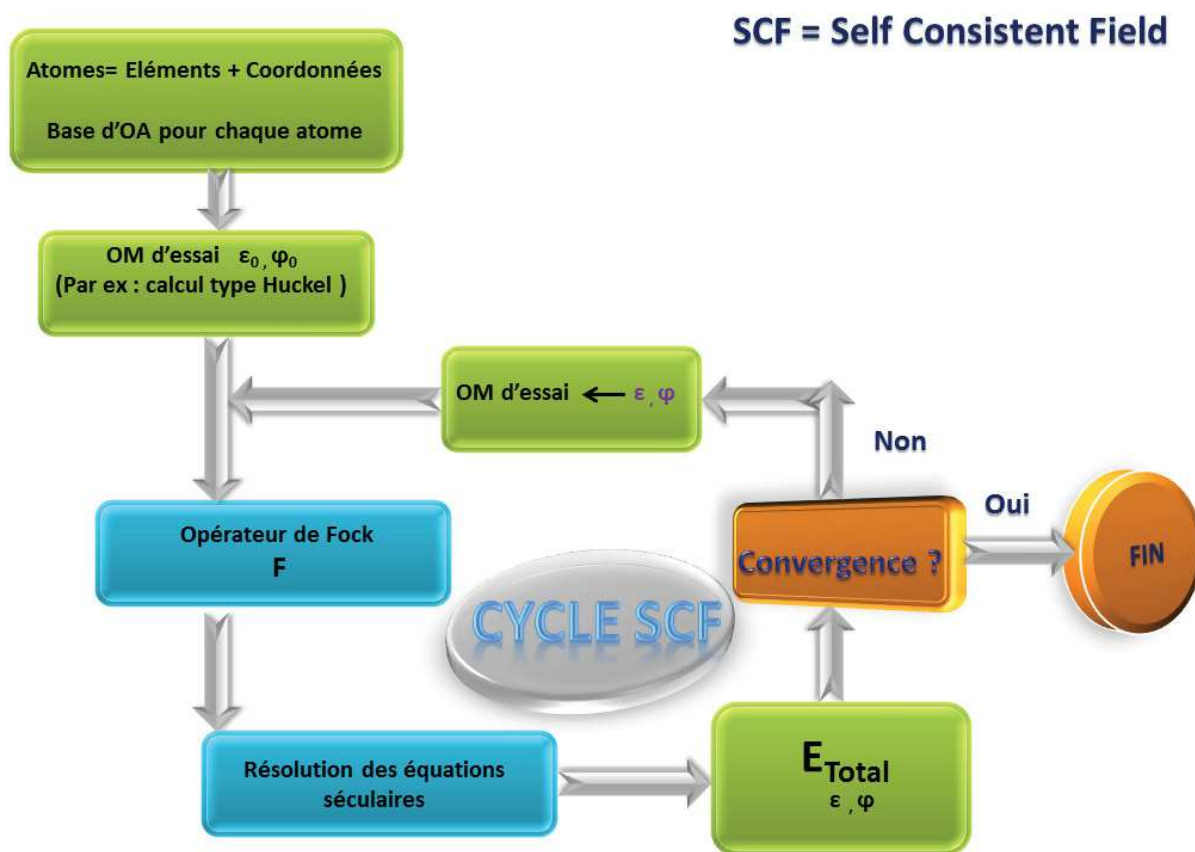 SCF = Self Consistent Field
Atomes= Eléments + Coordonnées
Base d'OA pour chaque atome
OM d'essai ε₀ , φ₀
(Par ex : calcul type Huckel )
OM d'essai ← ε , φ
Non
Oui
Opérateur de Fock
F
Convergence ?
FIN
CYCLE SCF
Résolution des équations
séculaires
E Total
ε , φ